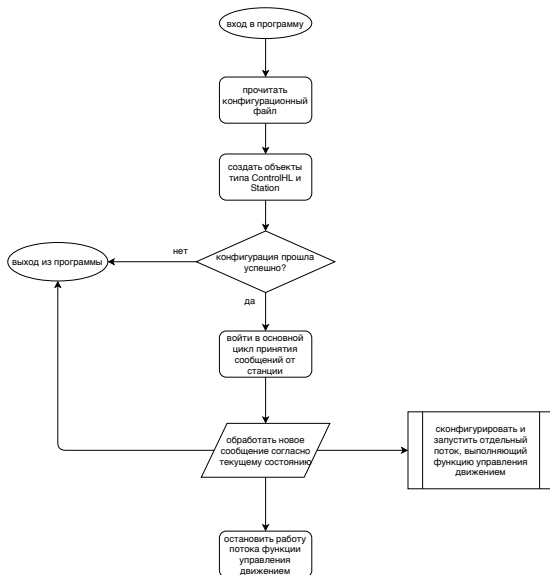 вход в программу
прочитать
конфигурационный
файл
создать объекты
типа ControlHL и
Station
конфигурация прошла
успешно?
нет
выход из программы
да
войти в основной
цикл принятия
сообщений от
станции
обработать новое
сообщение согласно
текущему состоянию
сконфигурировать и
запустить отдельный
поток, выполняющий
функцию управления
движением
остановить работу
потока функции
управления
движением